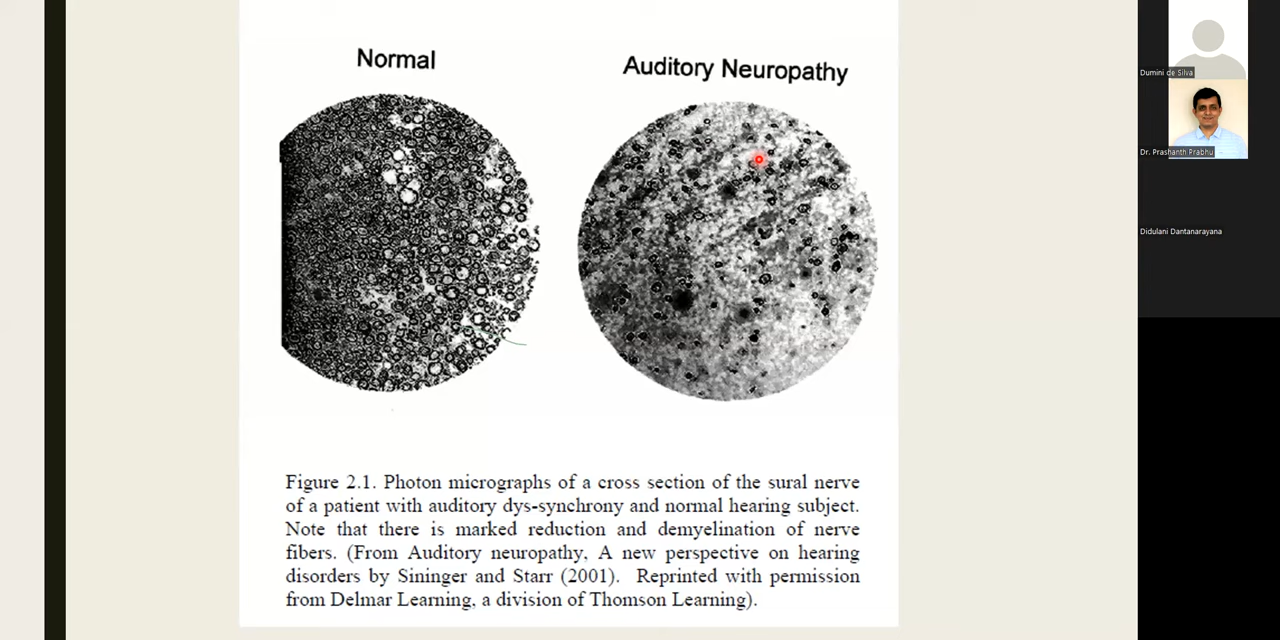 Normal
Auditory Neuropathy
Figure 2.1. Photon micrographs of a cross section of the sural nerve
of a patient with auditory dys-synchrony and normal hearing subject.
Note that there is marked reduction and demyelination of nerve
fibers. (From Auditory neuropathy, A new perspective on hearing
disorders by Sininger and Starr (2001). Reprinted with permission
from Delmar Learning, a division of Thomson Learning).
Dumini de Silva
Dr. Prashanth Prabhu
Didulani Dantanarayana